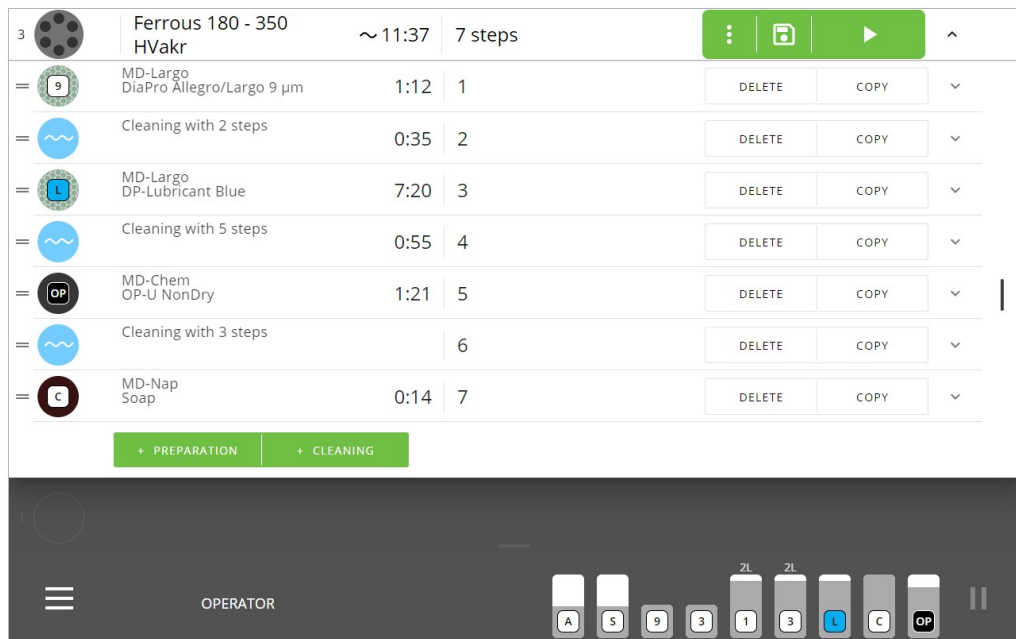 3 Ferrous 180 - 350 HVakr ~ 11:37 7 steps
9 MD-Largo
DiaPro Allegro/Largo 9 µm 1:12 1 DELETE COPY
Cleaning with 2 steps 0:35 2 DELETE COPY
L MD-Largo
DP-Lubricant Blue 7:20 3 DELETE COPY
Cleaning with 5 steps 0:55 4 DELETE COPY
OP MD-Chem
OP-U NonDry 1:21 5 DELETE COPY
Cleaning with 3 steps 6 DELETE COPY
C MD-Nap
Soap 0:14 7 DELETE COPY
+ PREPARATION + CLEANING
1
2L 2L
OPERATOR A S 9 3 1 3 L C OP